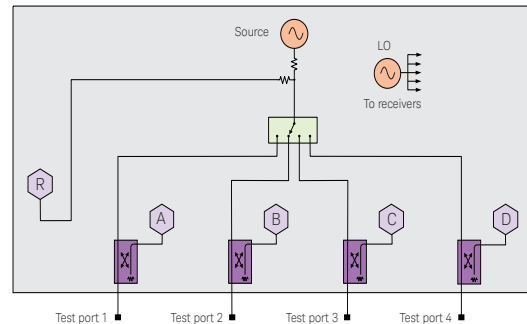 Source
LO
To receivers
R
A
B
C
D
Test port 1
Test port 2
Test port 3
Test port 4